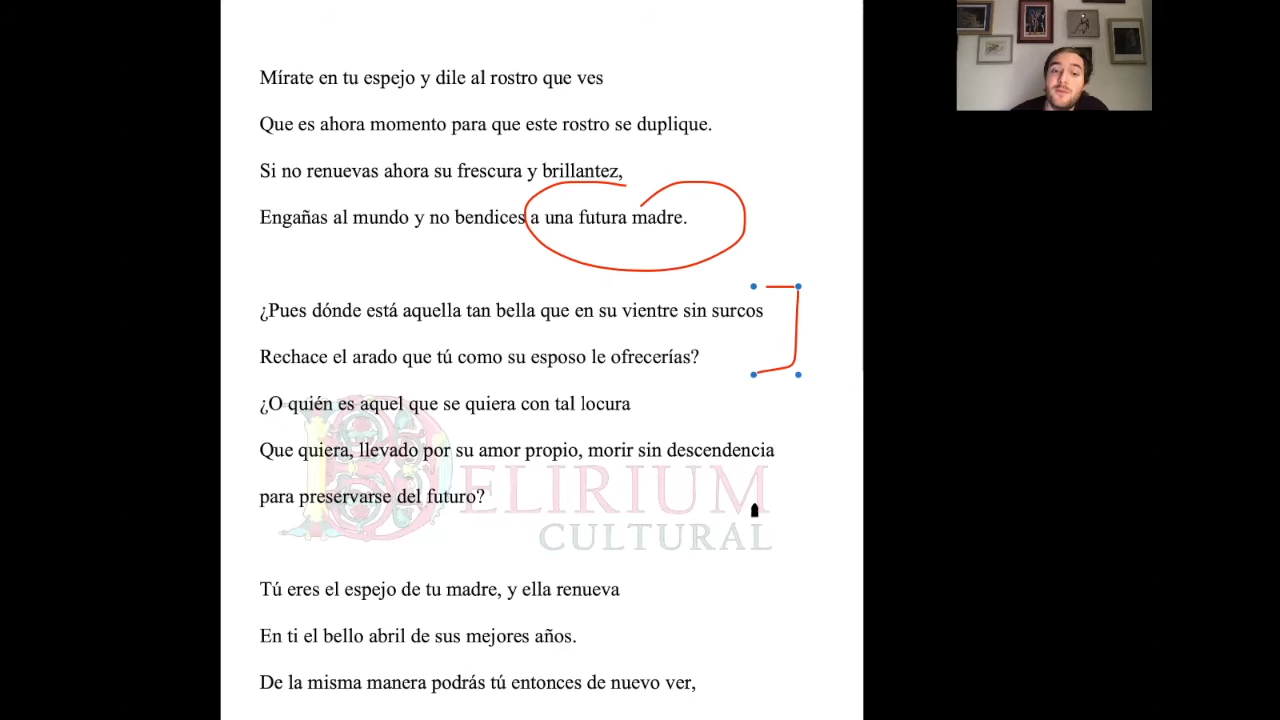 Mírate en tu espejo y dile al rostro que ves
Que es ahora momento para que este rostro se duplique.
Si no renuevas ahora su frescura y brillantez,
Engañas al mundo y no bendices a una futura madre.
¿Pues dónde está aquella tan bella que en su vientre sin surcos
Rechace el arado que tú como su esposo le ofrecerías?
¿O quién es aquel que se quiera con tal locura
Que quiera, llevado por su amor propio, morir sin descendencia
para preservarse del futuro?
DELIRIUM
CULTURAL
Tú eres el espejo de tu madre, y ella renueva
En ti el bello abril de sus mejores años.
De la misma manera podrás tú entonces de nuevo ver,